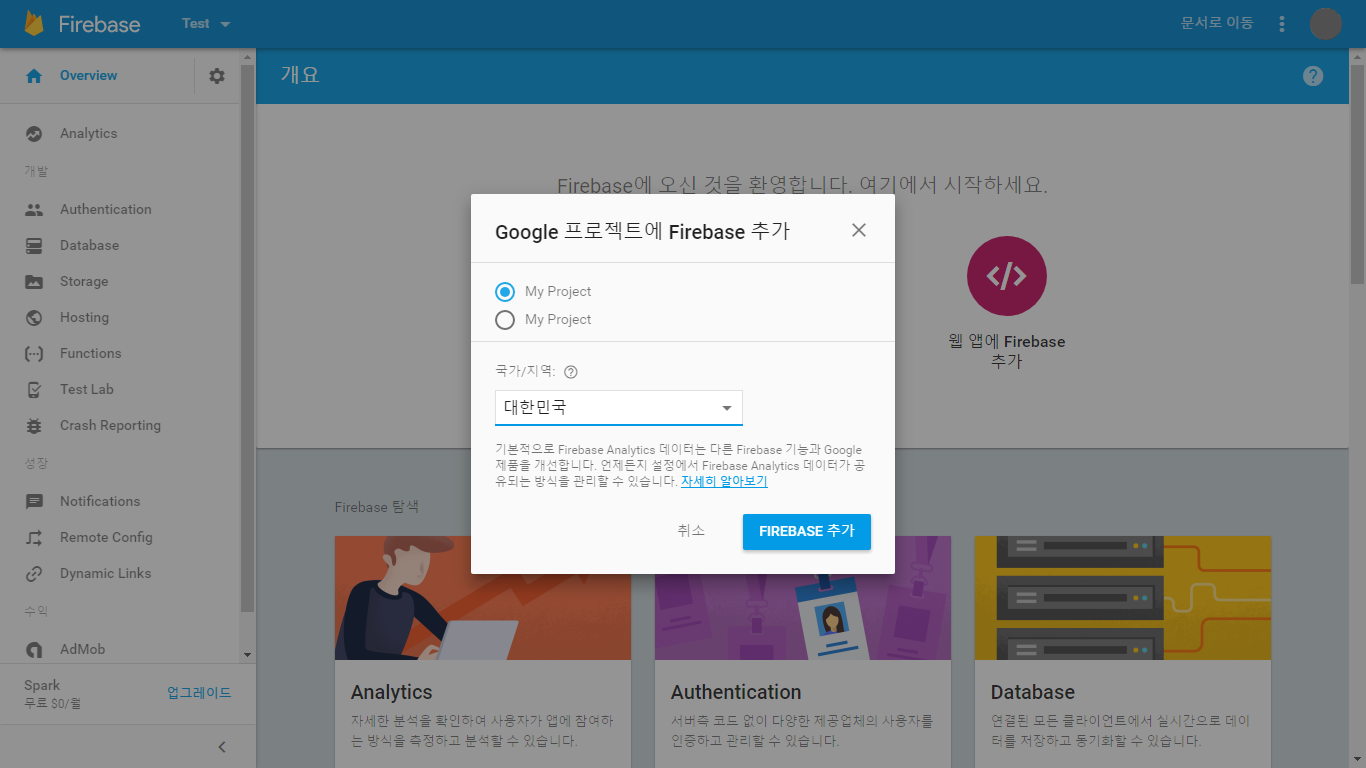 Firebase
Test
문서로 이동
Overview
개요
Analytics
개발
Authentication
Database
Storage
Hosting
Functions
Test Lab
Crash Reporting
성장
Notifications
Remote Config
Dynamic Links
수익
AdMob
Spark
무료 $0/월
업그레이드
Firebase에 오신 것을 환영합니다. 여기에서 시작하세요.
Google 프로젝트에 Firebase 추가
My Project
My Project
국가/지역:
대한민국
기본적으로 Firebase Analytics 데이터는 다른 Firebase 기능과 Google
제품을 개선합니다. 언제든지 설정에서 Firebase Analytics 데이터가 공
유되는 방식을 관리할 수 있습니다. 자세히 알아보기
취소
FIREBASE 추가
웹 앱에 Firebase
추가
Firebase 탐색
Analytics
자세한 분석을 확인하여 사용자가 앱에 참여하
는 방식을 측정하고 분석할 수 있습니다.
Authentication
서버측 코드 없이 다양한 제공업체의 사용자를
인증하고 관리할 수 있습니다.
Database
연결된 모든 클라이언트에서 실시간으로 데이
터를 저장하고 동기화할 수 있습니다.